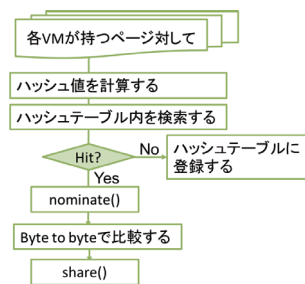 各VMが持つページ対して
ハッシュ値を計算する
ハッシュテーブル内を検索する
Hit?
No
ハッシュテーブルに
登録する
Yes
nominate()
Byte to byteで比較する
share()